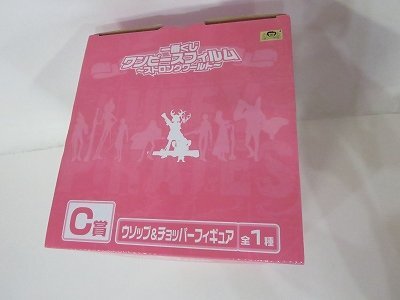 一番くじ
ワンピースフィルム
～ストロングワールド～
C賞
ウソップ&チョッパーフィギュア
全1種